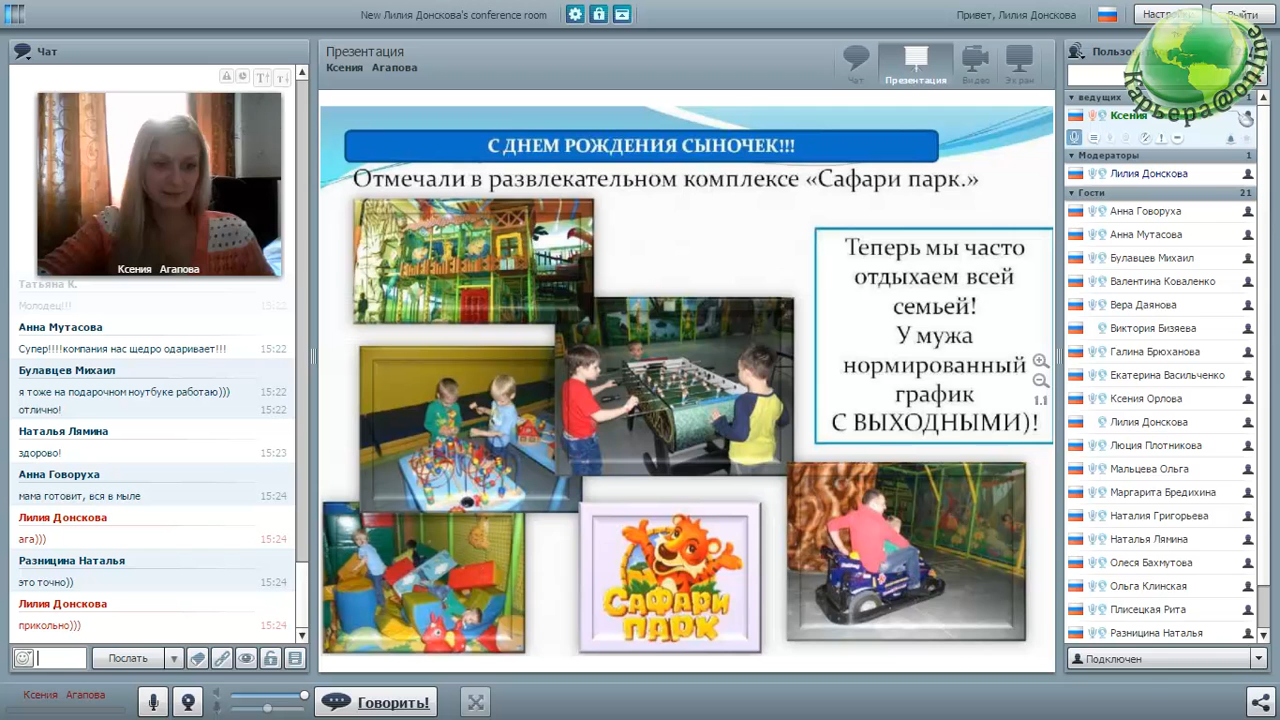 New Лилия Донскова's conference room
Привет, Лилия Донскова
Выйти
Карьера@online
Чат
Ксения Агапова
Татьяна К.
Молодец!!!
15:22
Анна Мутасова
Супер!!!!компания нас щедро одаривает!!!
15:22
Булавцев Михаил
я тоже на подарочном ноутбуке работаю)))
15:22
отлично!
15:22
Наталья Лямина
здорово!
15:23
Анна Говоруха
мама готовит, вся в мыле
15:24
Лилия Донскова
ага)))
15:24
Разницина Наталья
это точно))
15:24
Лилия Донскова
прикольно)))
15:24
Послать
Ксения Агапова
Говорить!
Презентация
Ксения Агапова
Чат
Презентация
Видео
Экран
С ДНЕМ РОЖДЕНИЯ СЫНОЧЕК!!!
Отмечали в развлекательном комплексе «Сафари парк.»
Теперь мы часто
отдыхаем всей
семьей!
У мужа
нормированный
график
С ВЫХОДНЫМИ)!
Сафари
парк
1:1
ведущих
1
Ксения
Модераторы
1
Лилия Донскова
Гости
21
Анна Говоруха
Анна Мутасова
Булавцев Михаил
Валентина Коваленко
Вера Даянова
Виктория Бизяева
Галина Брюханова
Екатерина Васильченко
Ксения Орлова
Лилия Донскова
Люция Плотникова
Мальцева Ольга
Маргарита Бредихина
Наталия Григорьева
Наталья Лямина
Олеся Бахмутова
Ольга Клинская
Плисецкая Рита
Разницина Наталья
Подключен